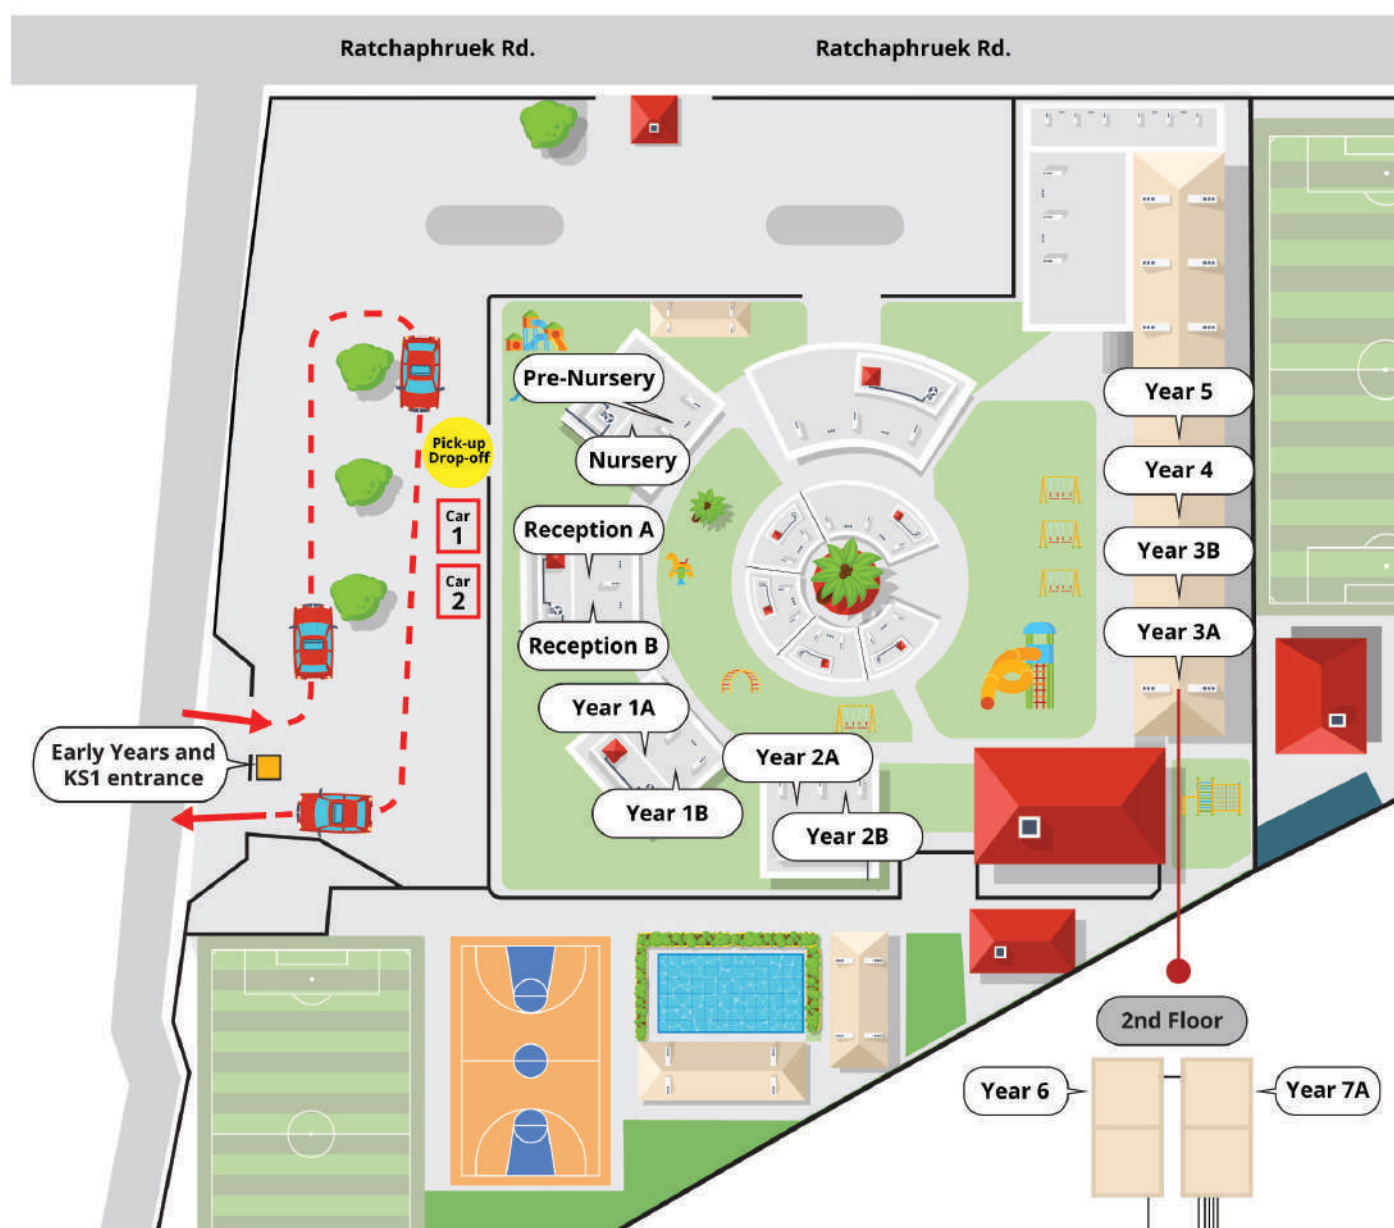 Ratchaphruek Rd.
Ratchaphruek Rd.
Pre-Nursery
Nursery
Year 5
Pick-up
Drop-off
Year 4
Car
1
Reception A
Year 3B
Car
2
Reception B
Year 3A
Year 1A
Early Years and
KS1 entrance
Year 2A
Year 1B
Year 2B
2nd Floor
Year 6
Year 7A